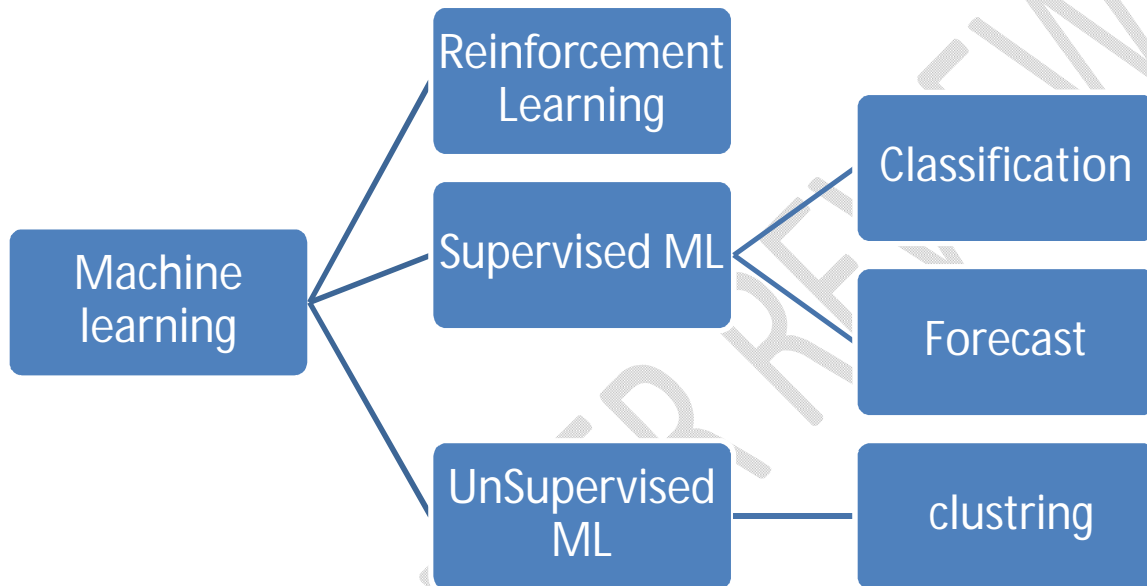 Machine
learning
Reinforcement
Learning
Supervised ML
UnSupervised
ML
Classification
Forecast
clustring